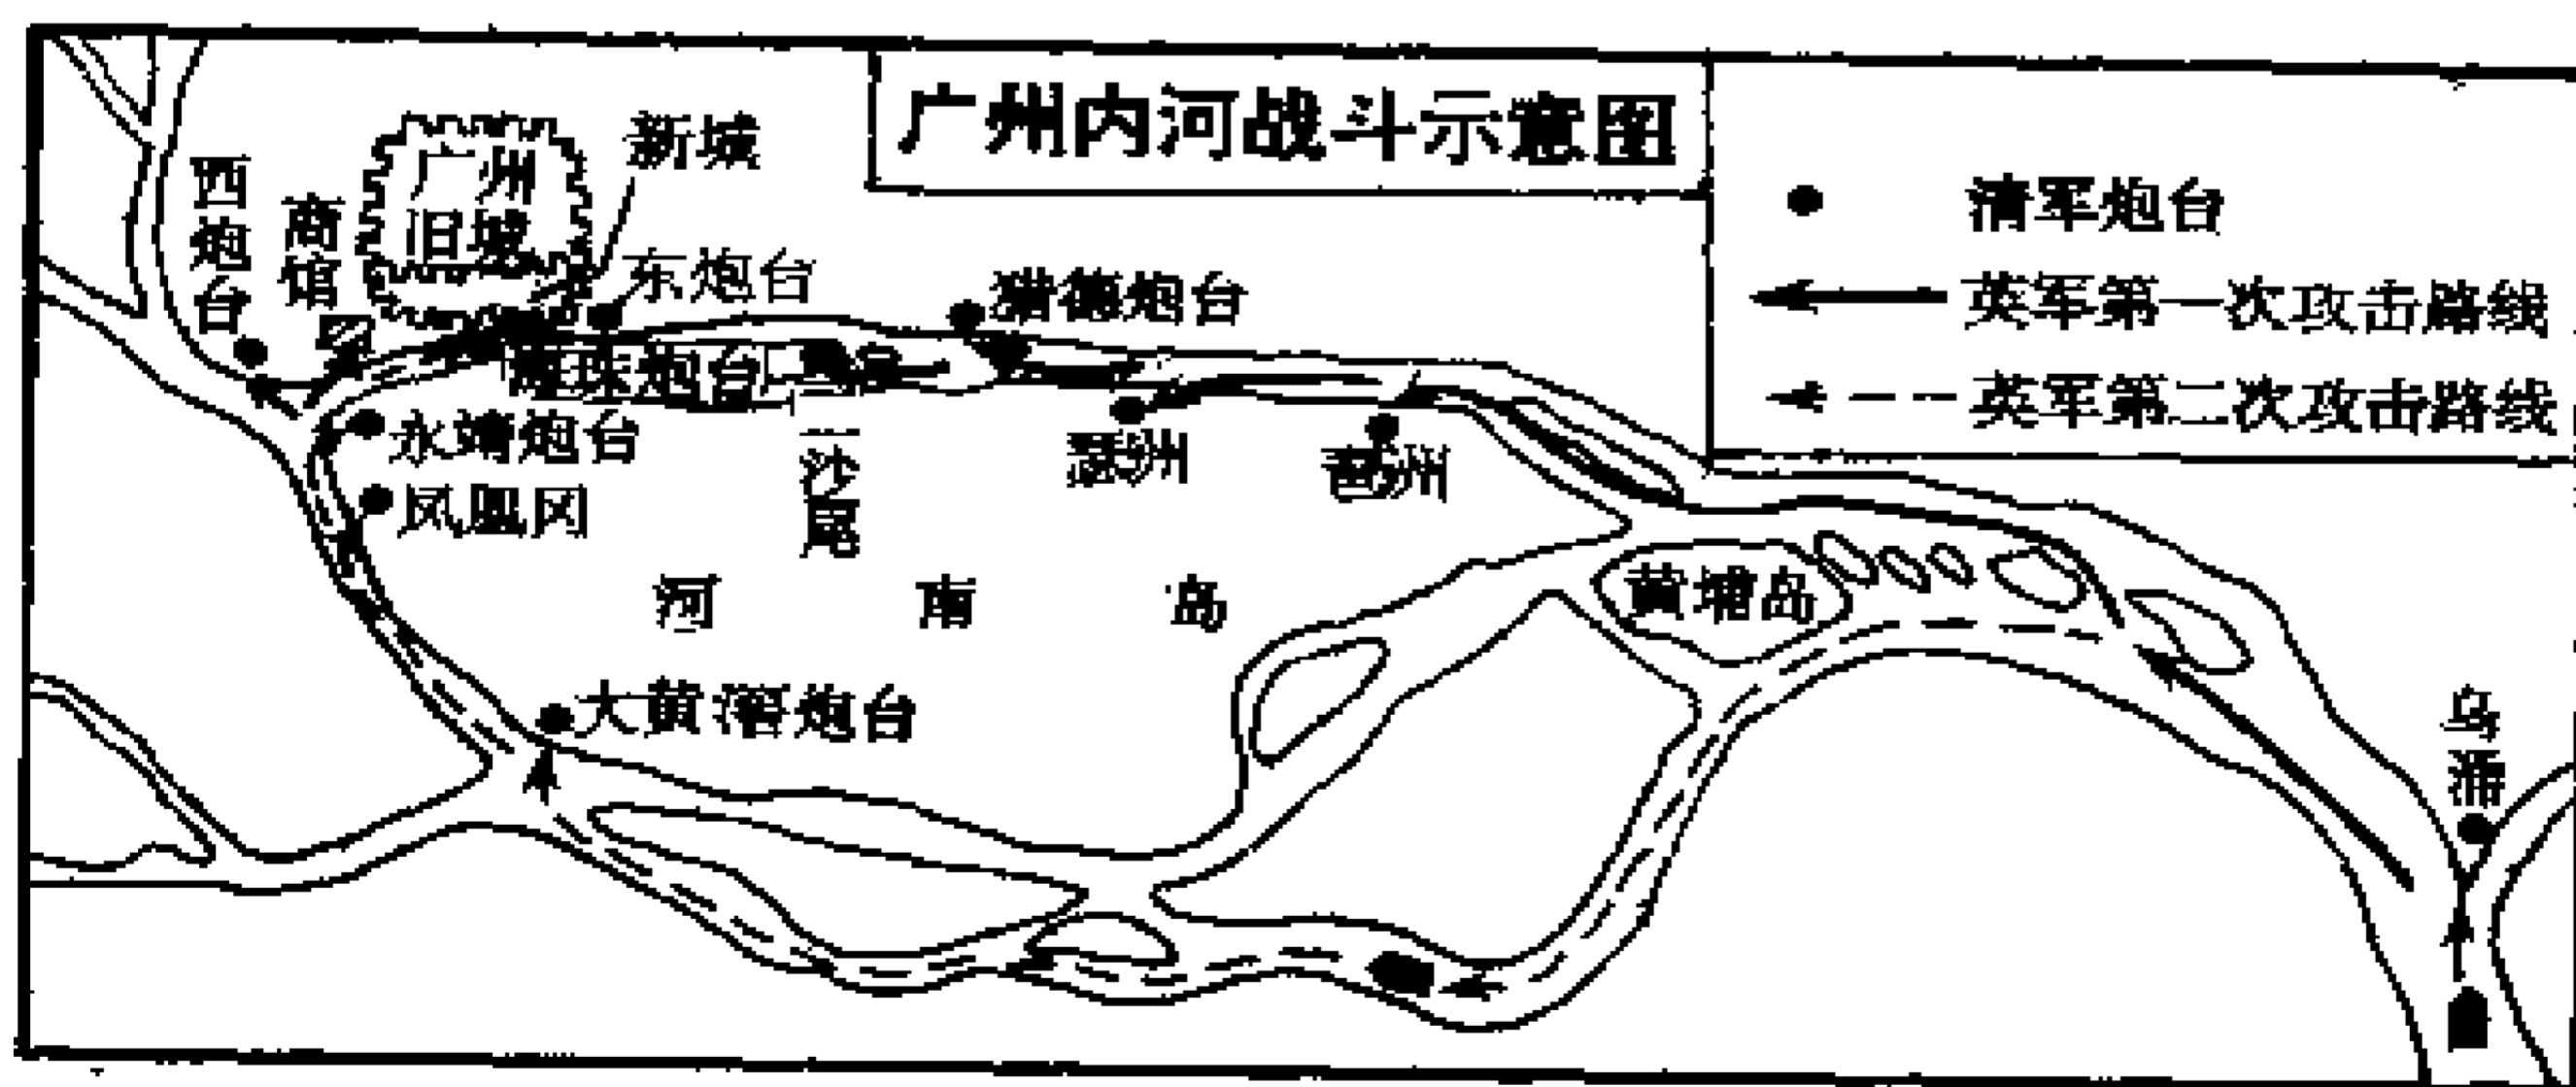 广州内河战斗示意图
清军炮台
英军第一次攻击路线
英军第二次攻击路线
新城
广州
旧城
西炮台
商馆
东炮台
猎德炮台
海珠炮台
二沙尾
永靖炮台
凤凰冈
琶洲
河南岛
黄埔岛
大黄滘炮台
乌涌